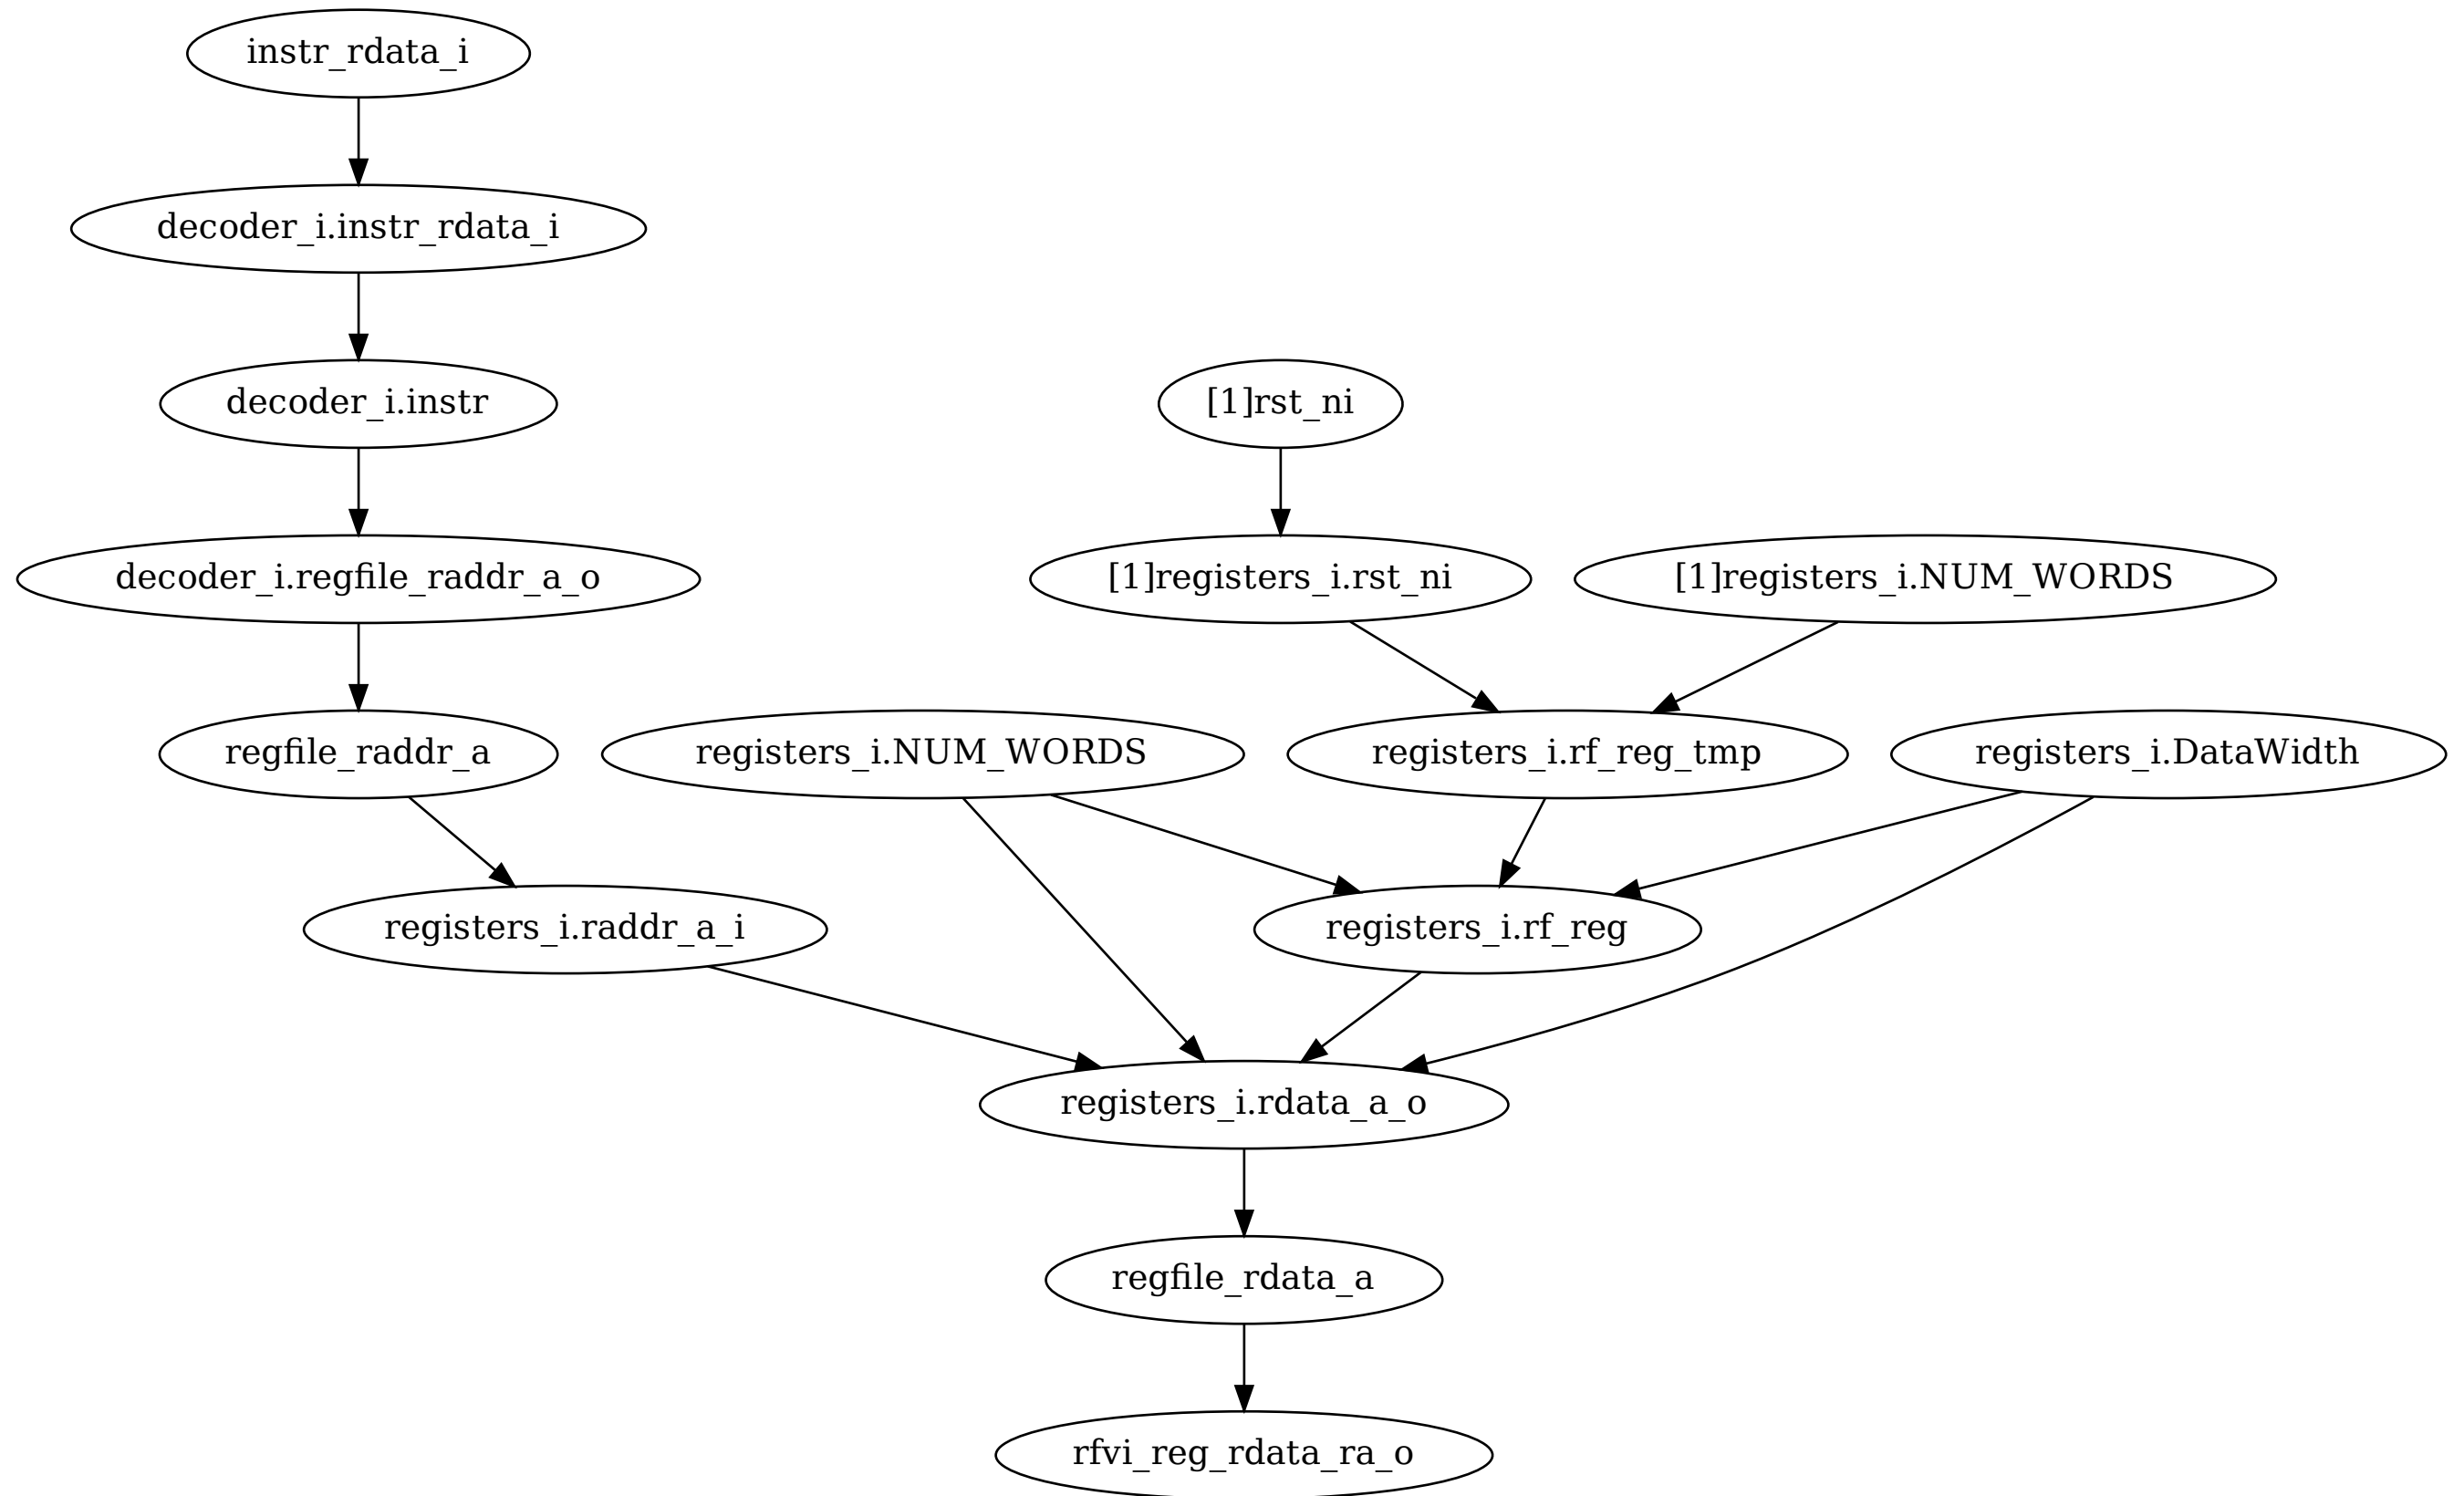 instr_rdata_i
decoder_i.instr_rdata_i
decoder_i.instr
[1]rst_ni
decoder_i.regfile_raddr_a_o
[1]registers_i.rst_ni
[1]registers_i.NUM_WORDS
regfile_raddr_a
registers_i.NUM_WORDS
registers_i.rf_reg_tmp
registers_i.DataWidth
registers_i.raddr_a_i
registers_i.rf_reg
registers_i.rdata_a_o
regfile_rdata_a
rfvi_reg_rdata_ra_o